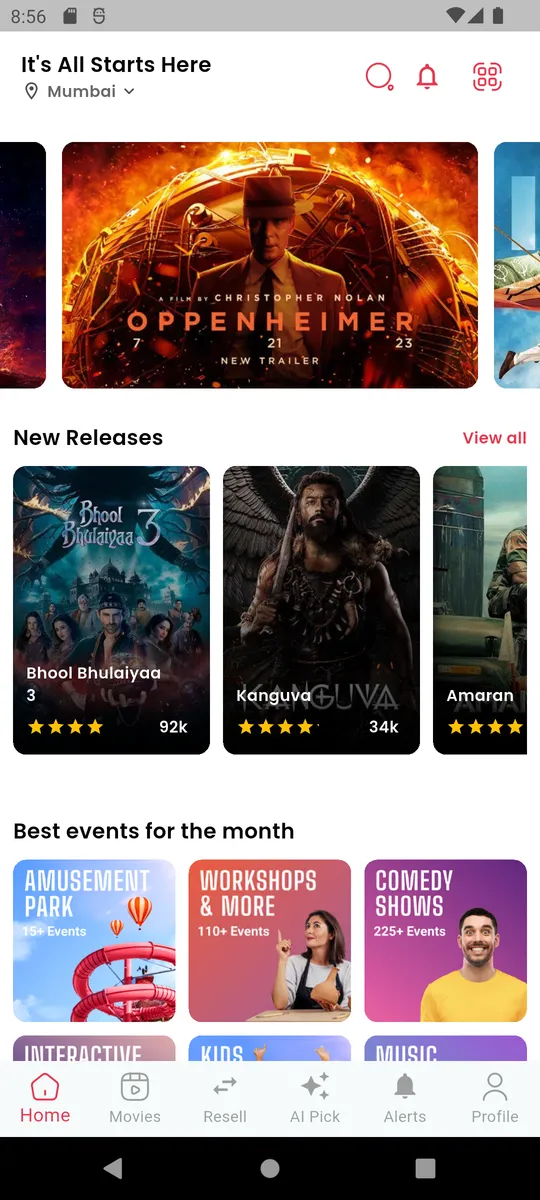 8:56
It's All Starts Here
Mumbai
A FILM BY CHRISTOPHER NOLAN
OPPENHEIMER
7 21 23
NEW TRAILER
New Releases
View all
Bhool
Bhulaiyaa 3
Bhool Bhulaiyaa
3
92k
KANGUVA
Kanguva
34k
Amaran
Best events for the month
AMUSEMENT
PARK
15+ Events
WORKSHOPS
& MORE
110+ Events
COMEDY
SHOWS
225+ Events
INTERACTIVE
KIDS
MUSIC
Home
Movies
Resell
AI Pick
Alerts
Profile